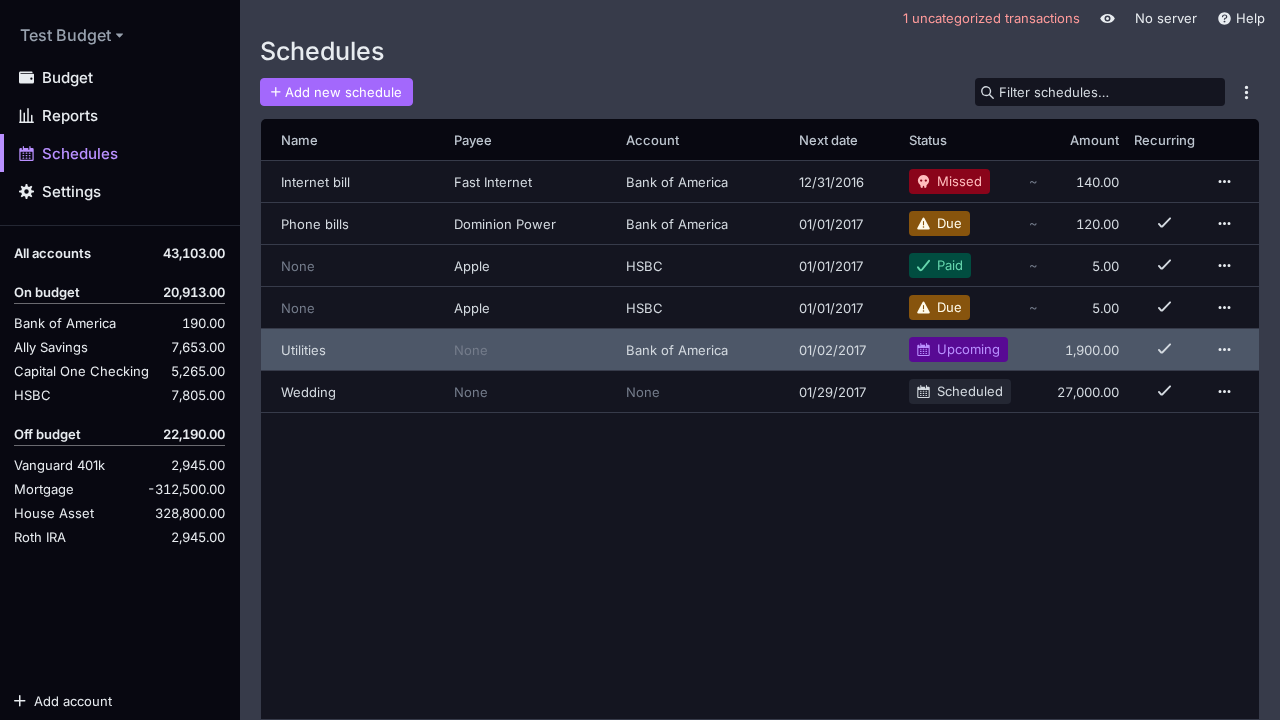 Test Budget
Budget
Reports
Schedules
Settings
All accounts 43,103.00
On budget 20,913.00
Bank of America 190.00
Ally Savings 7,653.00
Capital One Checking 5,265.00
HSBC 7,805.00
Off budget 22,190.00
Vanguard 401k 2,945.00
Mortgage -312,500.00
House Asset 328,800.00
Roth IRA 2,945.00
Add account
1 uncategorized transactions No server Help
Schedules
Add new schedule Filter schedules...
Name Payee Account Next date Status Amount Recurring
Internet bill Fast Internet Bank of America 12/31/2016 Missed ~ 140.00
Phone bills Dominion Power Bank of America 01/01/2017 Due ~ 120.00
None Apple HSBC 01/01/2017 Paid ~ 5.00
None Apple HSBC 01/01/2017 Due ~ 5.00
Utilities None Bank of America 01/02/2017 Upcoming 1,900.00
Wedding None None 01/29/2017 Scheduled 27,000.00